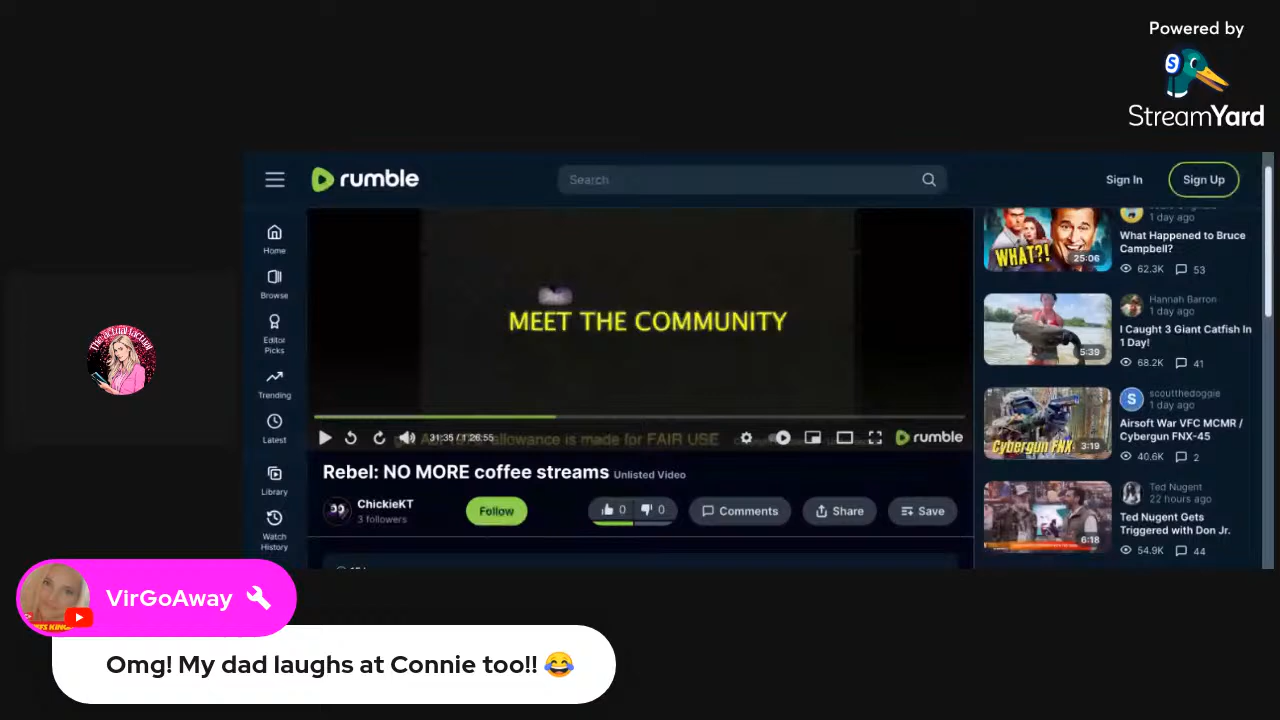 Powered by
StreamYard
rumble
Search
Sign In
Sign Up
Home
Browse
Editor
Picks
Trending
Latest
Library
Watch
History
The actual factual
MEET THE COMMUNITY
31:35 / 1:26:55
allowance is made for FAIR USE
rumble
Rebel: NO MORE coffee streams Unlisted Video
ChickieKT
3 followers
Follow
0
0
Comments
Share
Save
WHAT?!
25:06
1 day ago
What Happened to Bruce
Campbell?
62.3K 53
5:39
Hannah Barron
1 day ago
I Caught 3 Giant Catfish In
1 Day!
68.2K 41
Cybergun FNX
3:19
S
scoutthedoggie
1 day ago
Airsoft War VFC MCMR /
Cybergun FNX-45
40.6K 2
6:18
Ted Nugent
22 hours ago
Ted Nugent Gets
Triggered with Don Jr.
54.9K 44
VirGoAway
Omg! My dad laughs at Connie too!! 😂